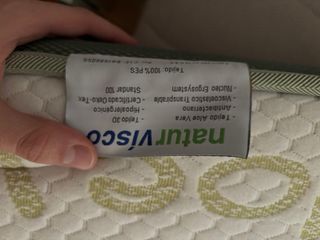 naturvisco
- Tejido Aloe Vera
- Antibacteriano
- Viscoelástico Transpirable
- Núcleo Ergosystem
- Tejido 3D
- Hipoalergénico
- Certificado Oeko-Tex
Standar 100
Tejido: 100% PES